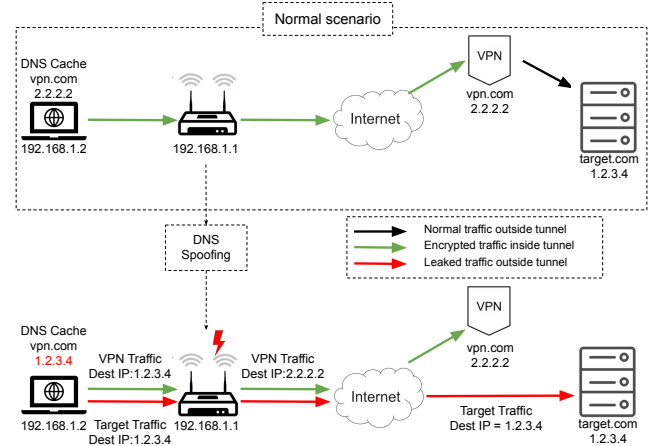 Normal scenario
DNS Cache
vpn.com
2.2.2.2
192.168.1.2
192.168.1.1
Internet
VPN
vpn.com
2.2.2.2
target.com
1.2.3.4
DNS
Spoofing
Normal traffic outside tunnel
Encrypted traffic inside tunnel
Leaked traffic outside tunnel
DNS Cache
vpn.com
1.2.3.4
192.168.1.2
VPN Traffic
Dest IP:1.2.3.4
Target Traffic
Dest IP:1.2.3.4
192.168.1.1
VPN Traffic
Dest IP:2.2.2.2
Internet
VPN
vpn.com
2.2.2.2
Target Traffic
Dest IP = 1.2.3.4
target.com
1.2.3.4